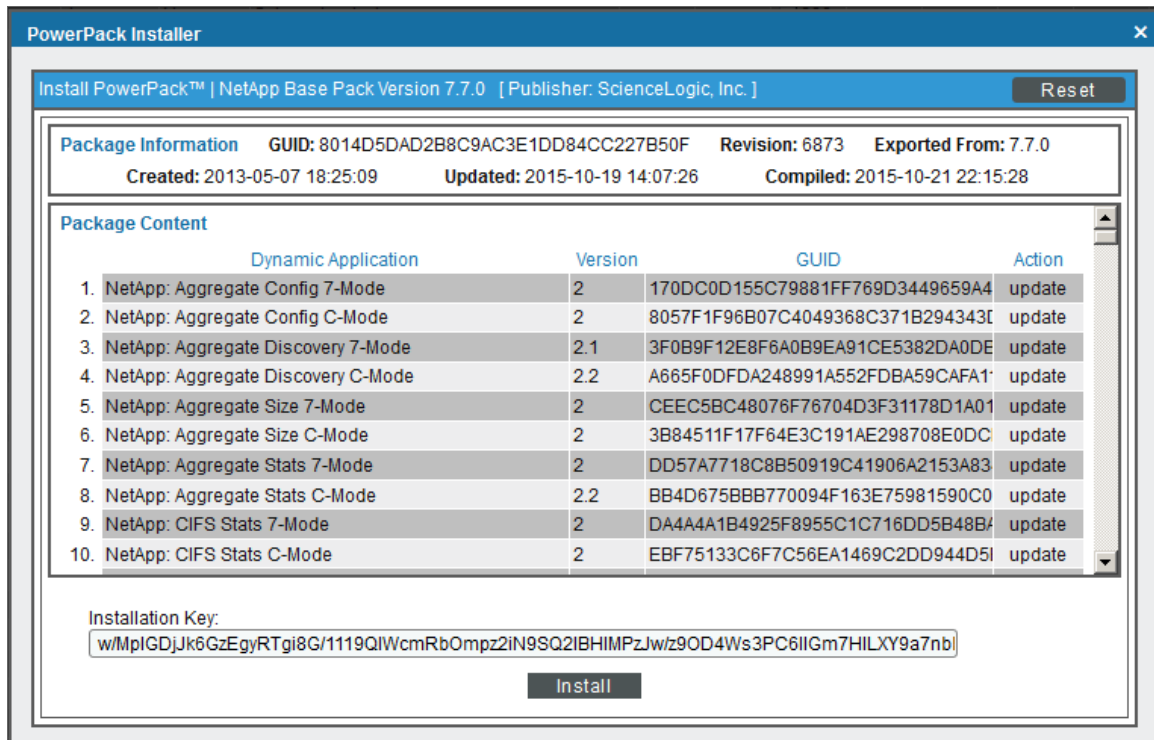 PowerPack Installer
Install PowerPack™ | NetApp Base Pack Version 7.7.0 [ Publisher: ScienceLogic, Inc. ] Reset
Package Information GUID: 8014D5DAD2B8C9AC3E1DD84CC227B50F Revision: 6873 Exported From: 7.7.0
Created: 2013-05-07 18:25:09 Updated: 2015-10-19 14:07:26 Compiled: 2015-10-21 22:15:28
Package Content
Dynamic Application Version GUID Action
1. NetApp: Aggregate Config 7-Mode 2 170DC0D155C79881FF769D3449659A4 update
2. NetApp: Aggregate Config C-Mode 2 8057F1F96B07C4049368C371B294343D update
3. NetApp: Aggregate Discovery 7-Mode 2.1 3F0B9F12E8F6A0B9EA91CE5382DA0DE update
4. NetApp: Aggregate Discovery C-Mode 2.2 A665F0DFDA248991A552FDBA59CAFA1 update
5. NetApp: Aggregate Size 7-Mode 2 CEEC5BC48076F76704D3F31178D1A01 update
6. NetApp: Aggregate Size C-Mode 2 3B84511F17F64E3C191AE298708E0DC update
7. NetApp: Aggregate Stats 7-Mode 2 DD57A7718C8B50919C41906A2153A83 update
8. NetApp: Aggregate Stats C-Mode 2.2 BB4D675BBB770094F163E75981590C0 update
9. NetApp: CIFS Stats 7-Mode 2 DA4A4A1B4925F8955C1C716DD5B48BA update
10. NetApp: CIFS Stats C-Mode 2 EBF75133C6F7C56EA1469C2DD944D5 update
Installation Key:
Install